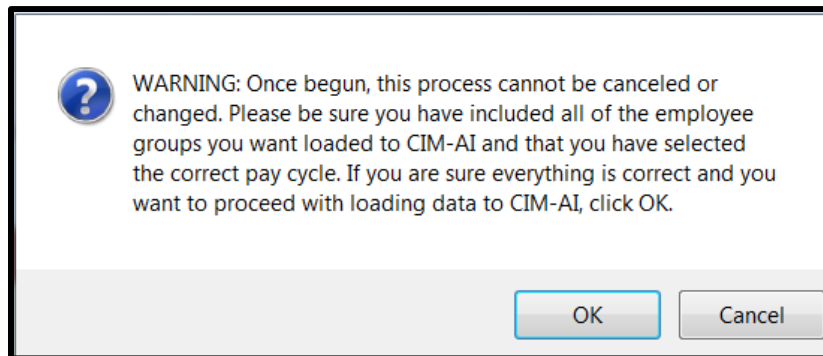 WARNING: Once begun, this process cannot be canceled or
changed. Please be sure you have included all of the employee
groups you want loaded to CIM-AI and that you have selected
the correct pay cycle. If you are sure everything is correct and you
want to proceed with loading data to CIM-AI, click OK.
OK
Cancel